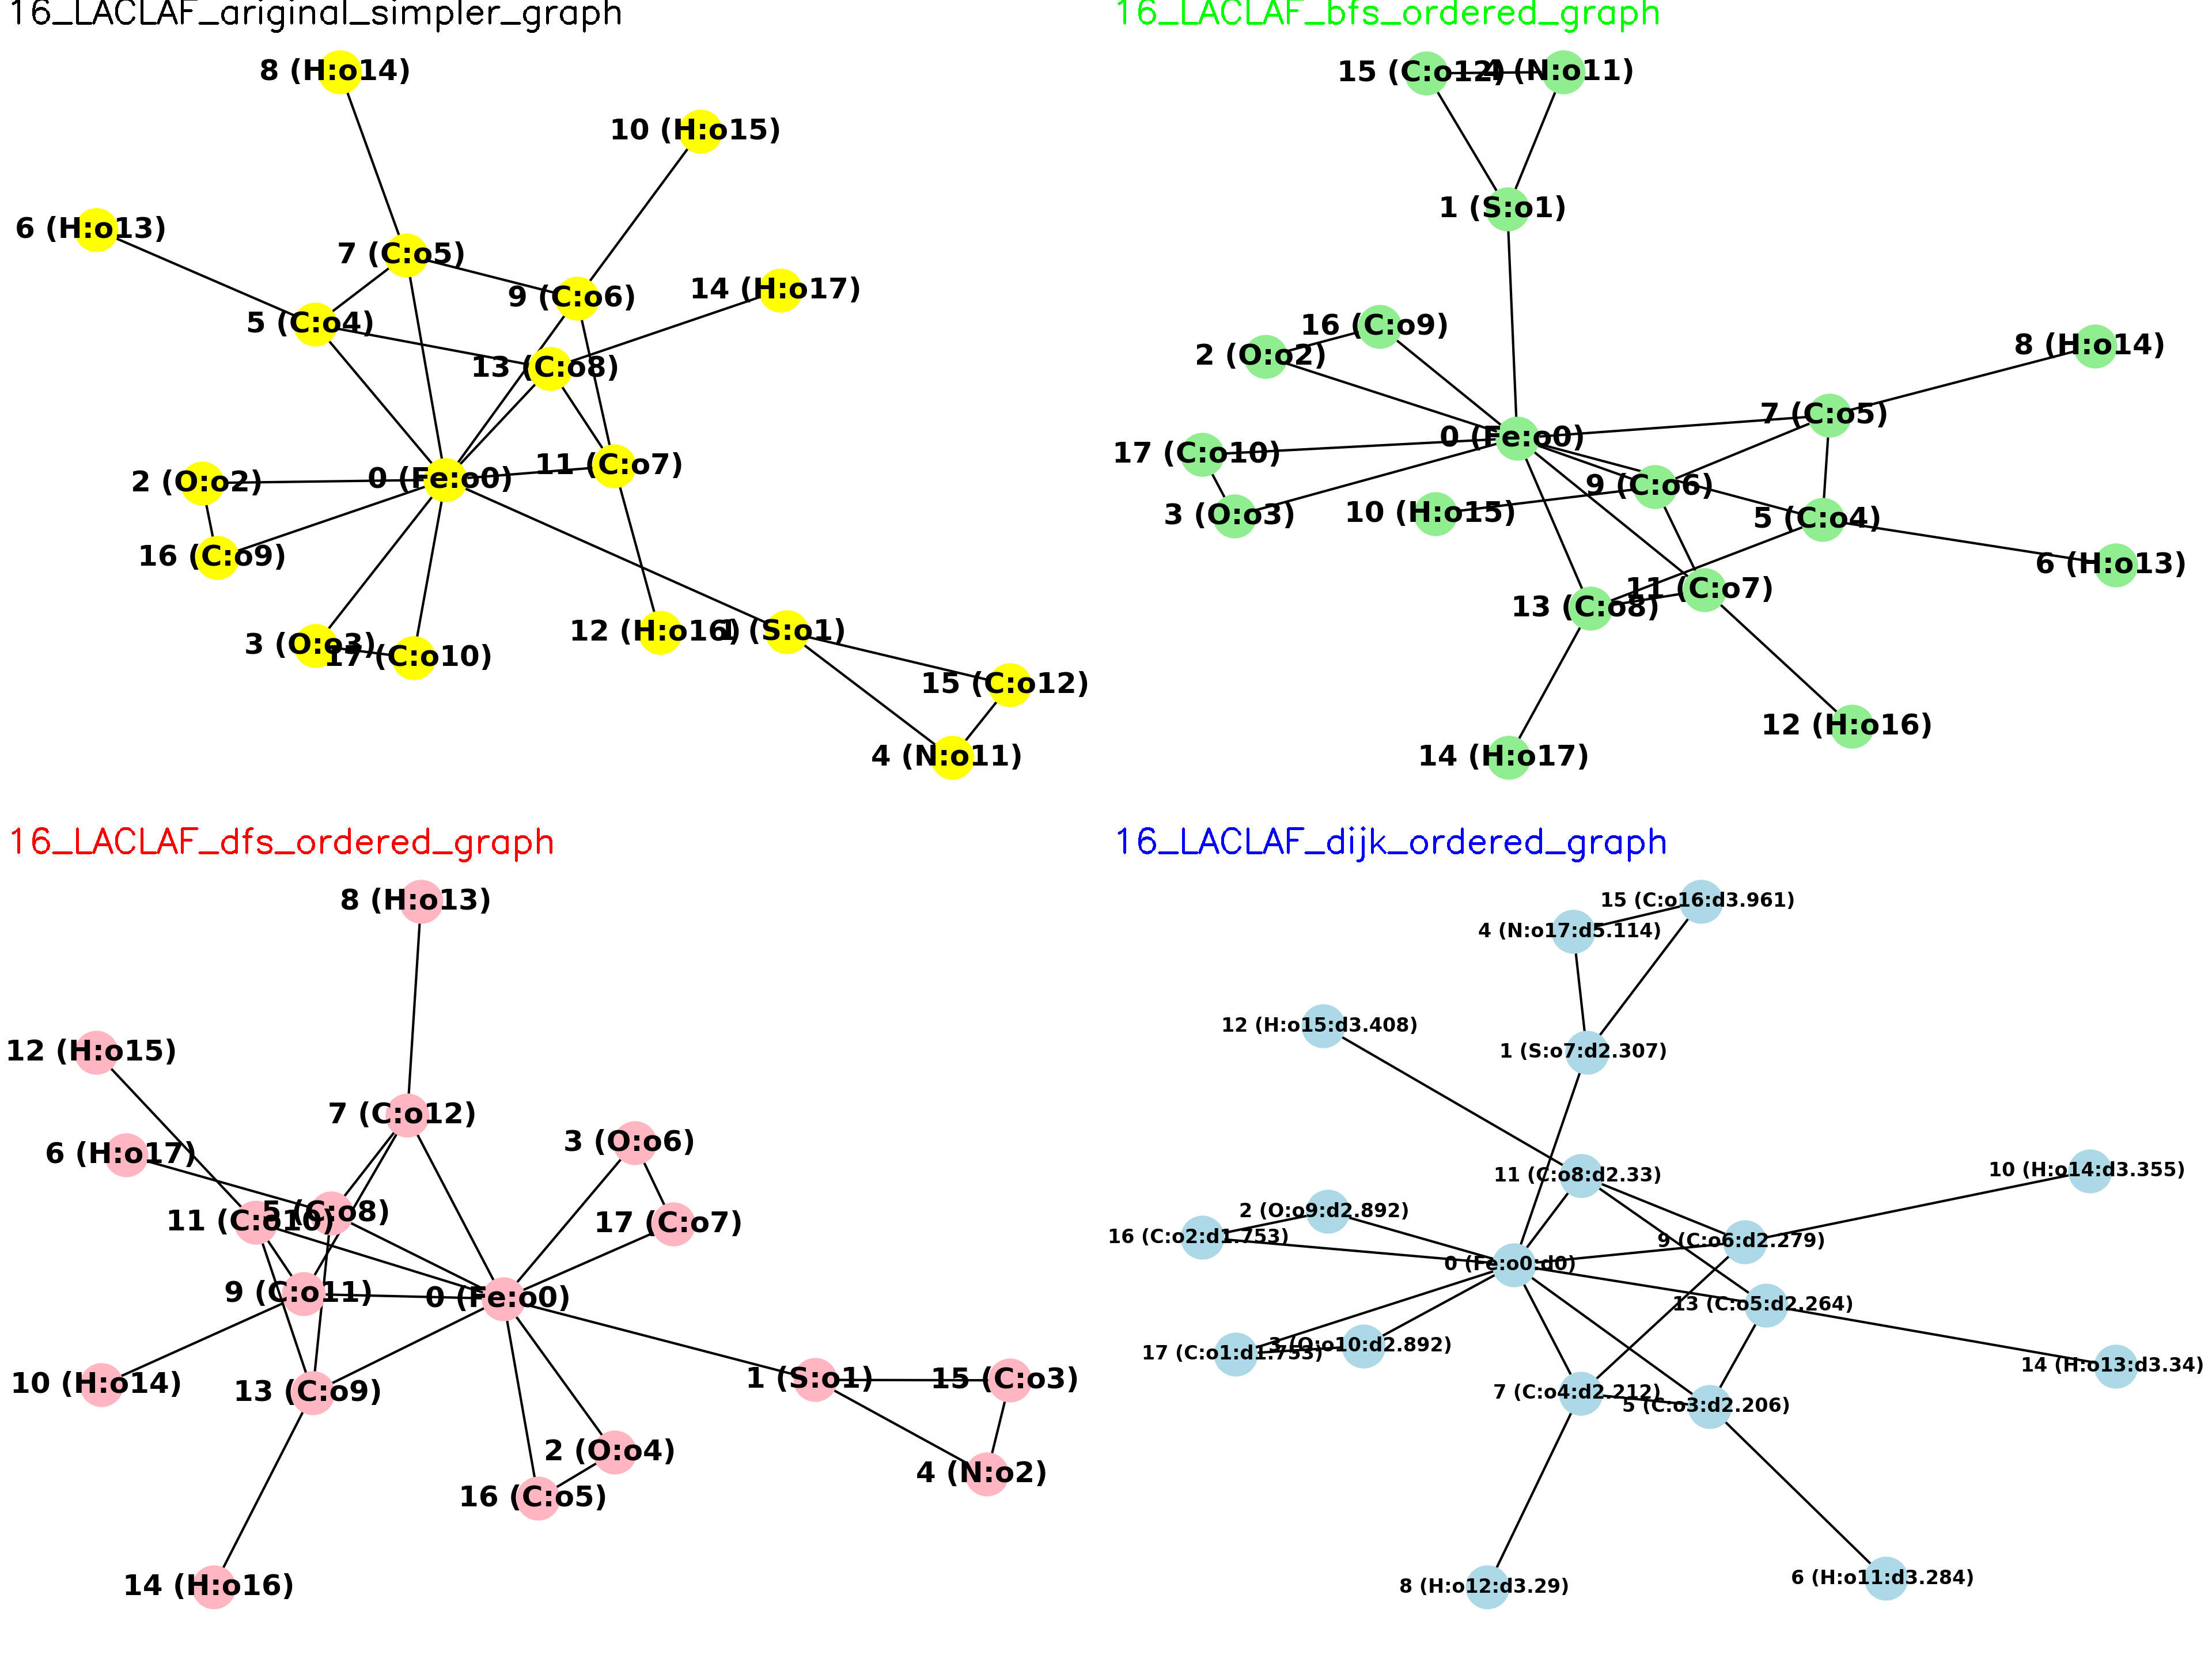 16_LACLAF_ariginal_simpler_graph
8 (H:o14)
10 (H:o15)
6 (H:o13)
7 (C:o5)
9 (C:o6)
14 (H:o17)
5 (C:o4)
13 (C:o8)
11 (C:o7)
2 (O:o2)
0 (Fe:o0)
16 (C:o9)
3 (O:o3)
17 (C:o10)
12 (H:o16)
1 (S:o1)
15 (C:o12)
4 (N:o11)
16_LACLAF_bfs_ordered_graph
15 (C:o12)
4 (N:o11)
1 (S:o1)
16 (C:o9)
2 (O:o2)
8 (H:o14)
7 (C:o5)
0 (Fe:o0)
17 (C:o10)
9 (C:o6)
3 (O:o3)
10 (H:o15)
5 (C:o4)
6 (H:o13)
11 (C:o7)
13 (C:o8)
12 (H:o16)
14 (H:o17)
16_LACLAF_dfs_ordered_graph
8 (H:o13)
12 (H:o15)
7 (C:o12)
3 (O:o6)
6 (H:o17)
5 (C:o8)
11 (C:o10)
17 (C:o7)
9 (C:o11)
0 (Fe:o0)
10 (H:o14)
13 (C:o9)
1 (S:o1)
15 (C:o3)
2 (O:o4)
4 (N:o2)
16 (C:o5)
14 (H:o16)
16_LACLAF_dijk_ordered_graph
15 (C:o16:d3.961)
4 (N:o17:d5.114)
12 (H:o15:d3.408)
1 (S:o7:d2.307)
11 (C:o8:d2.33)
10 (H:o14:d3.355)
2 (O:o9:d2.892)
16 (C:o2:d1.753)
9 (C:o6:d2.279)
0 (Fe:o0:d0)
13 (C:o5:d2.264)
3 (O:o10:d2.892)
17 (C:o1:d1.753)
14 (H:o13:d3.34)
7 (C:o4:d2.212)
5 (C:o3:d2.206)
8 (H:o12:d3.29)
6 (H:o11:d3.284)